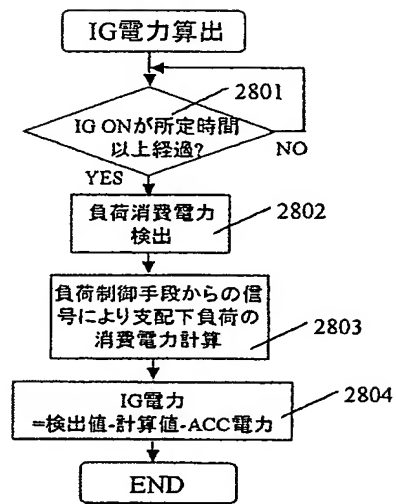 IG電力算出
2801
IG ONが所定時間
以上経過?
NO
YES
負荷消費電力
検出
2802
負荷制御手段からの信
号により支配下負荷の
消費電力計算
2803
IG電力
=検出値-計算値-ACC電力
2804
END